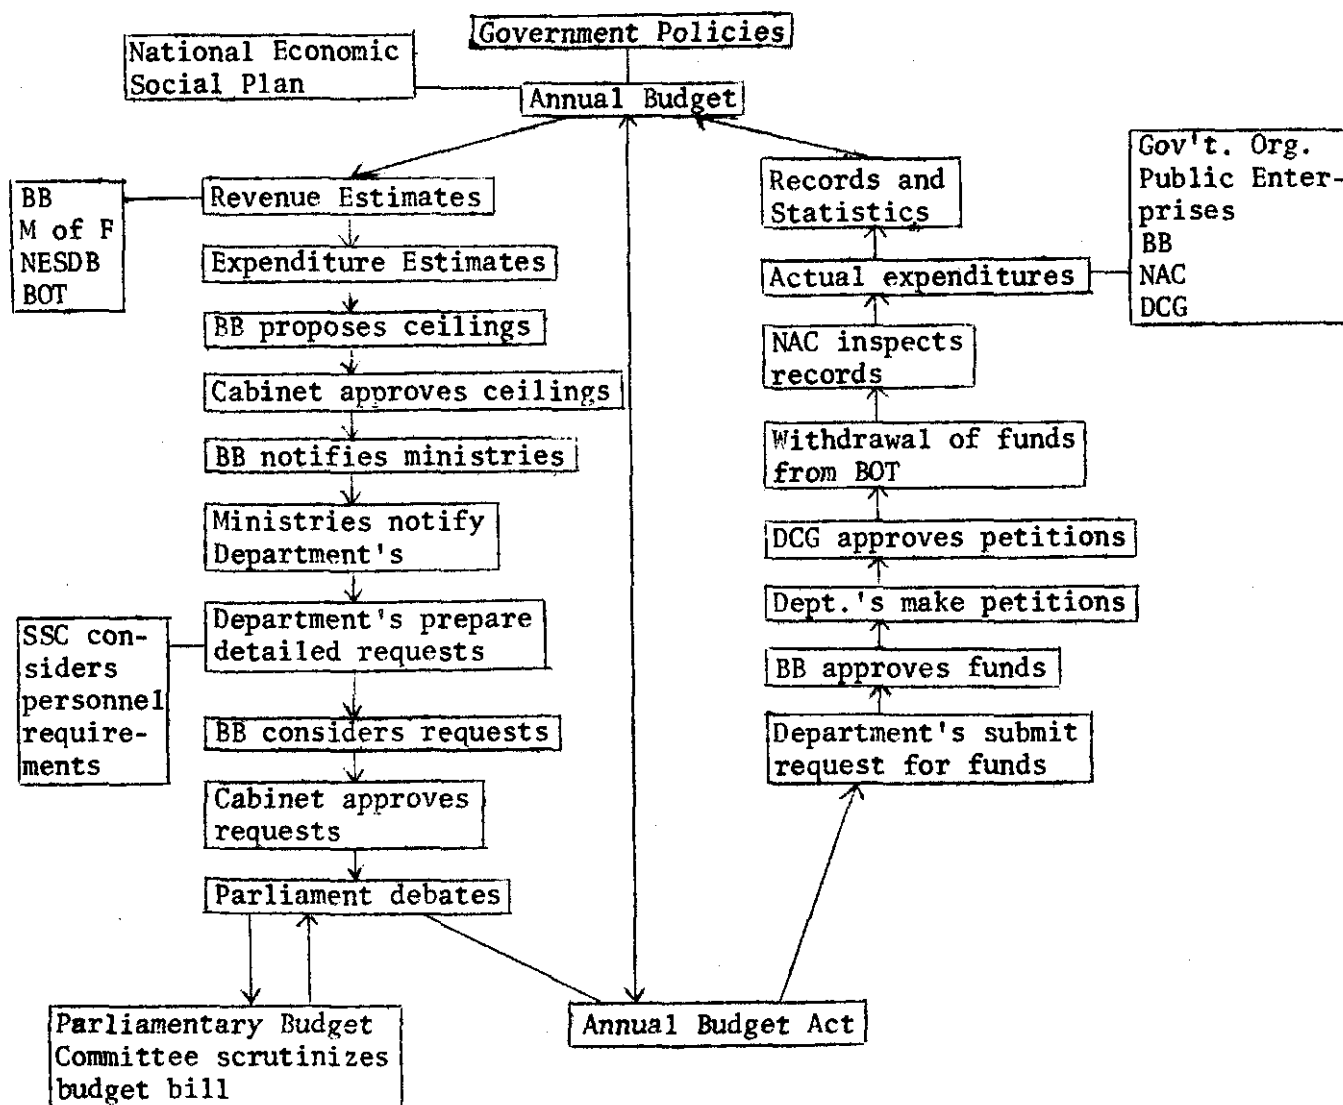 Government Policies
National Economic
Social Plan
Annual Budget
BB
M of F
NESDB
BOT
Revenue Estimates
Expenditure Estimates
BB proposes ceilings
Cabinet approves ceilings
BB notifies ministries
Ministries notify
Department's
Department's prepare
detailed requests
SSC con-
siders
personnel
require-
ments
BB considers requests
Cabinet approves
requests
Parliament debates
Parliamentary Budget
Committee scrutinizes
budget bill
Annual Budget Act
Records and
Statistics
Gov't. Org.
Public Enter-
prises
BB
NAC
DCG
Actual expenditures
NAC inspects
records
Withdrawal of funds
from BOT
DCG approves petitions
Dept.'s make petitions
BB approves funds
Department's submit
request for funds